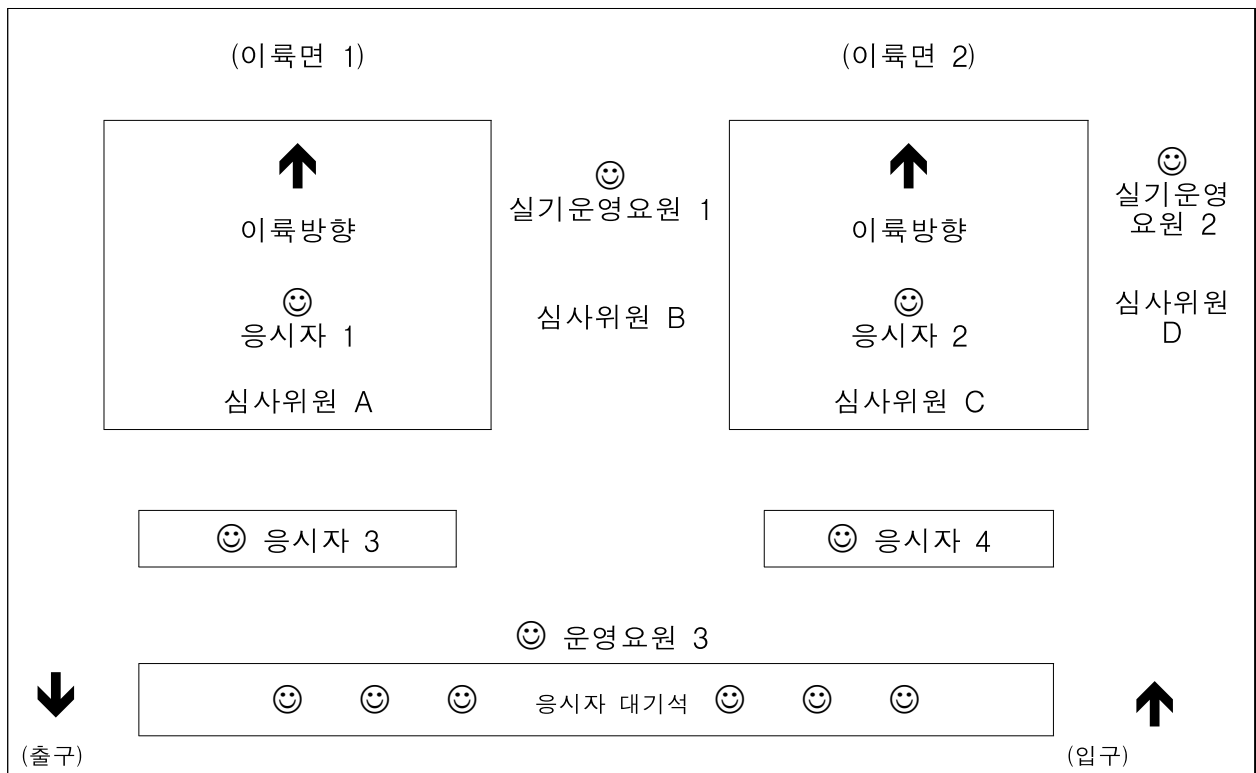 (이륙면 1)
(이륙면 2)
이륙방향
실기운영요원 1
이륙방향
실기운영
요원 2
응시자 1
심사위원 B
응시자 2
심사위원
D
심사위원 A
심사위원 C
응시자 3
응시자 4
운영요원 3
응시자 대기석
(출구)
(입구)